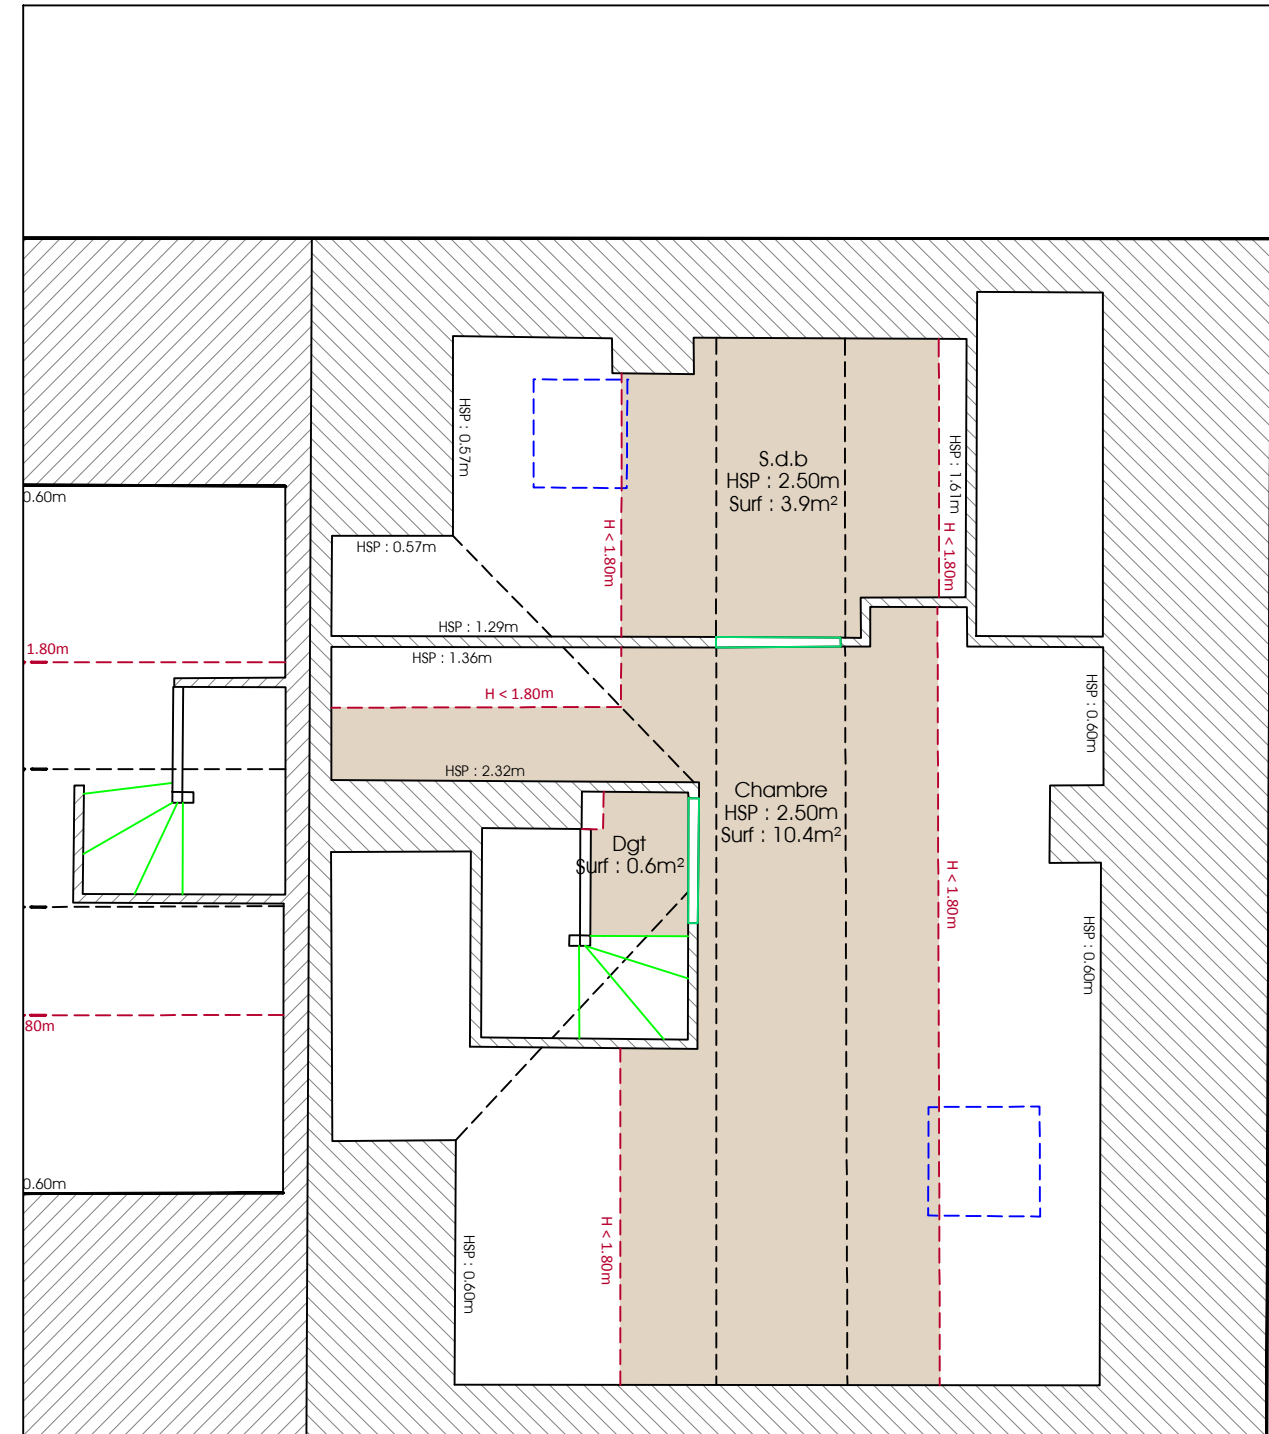 HSP : 0.57m
S.d.b
HSP : 2.50m
Surf : 3.9m²
HSP : 1.61m
0.60m
H < 1.80m
H < 1.80m
HSP : 0.57m
HSP : 1.29m
1.80m
HSP : 1.36m
H < 1.80m
HSP : 0.60m
HSP : 2.32m
Chambre
HSP : 2.50m
Surf : 10.4m²
Dgt
Surf : 0.6m²
H < 1.80m
HSP : 0.60m
80m
0.60m
H < 1.80m
HSP : 0.60m